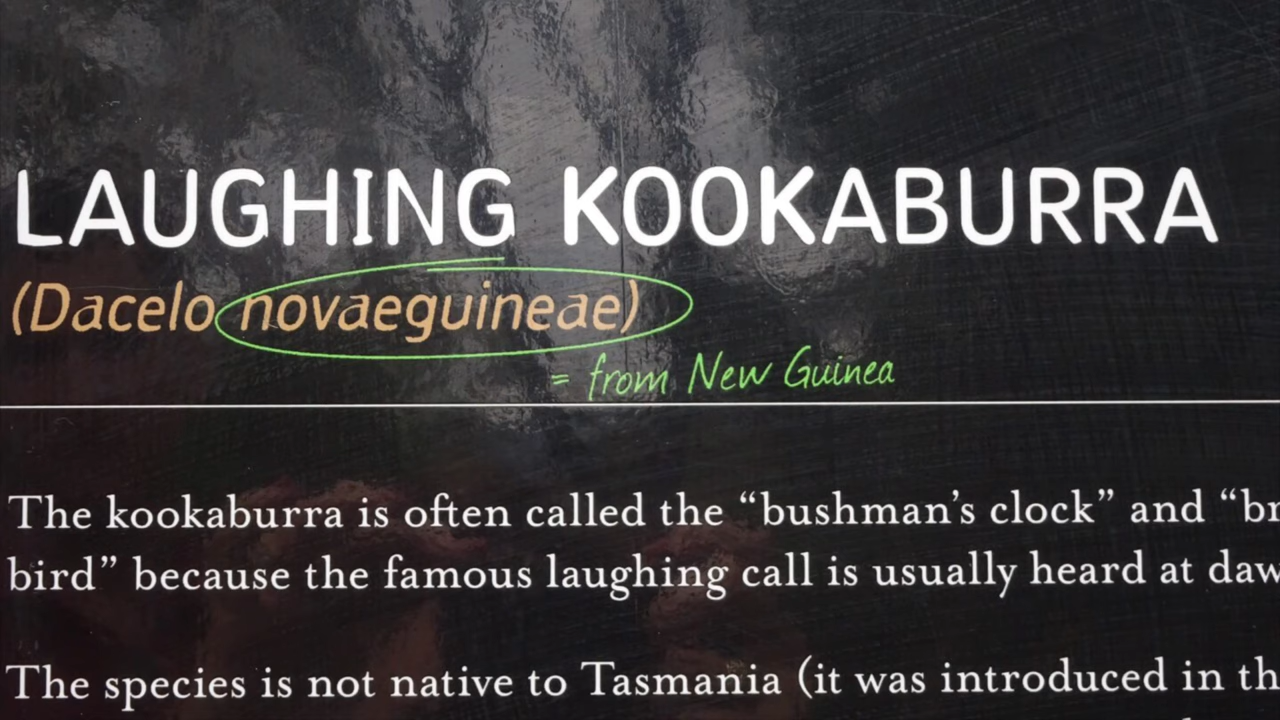 LAUGHING KOOKABURRA
(Dacelo novaeguineae)
= from New Guinea
The kookaburra is often called the “bushman’s clock” and “
bird” because the famous laughing call is usually heard at
The species is not native to Tasmania (it was introduced in